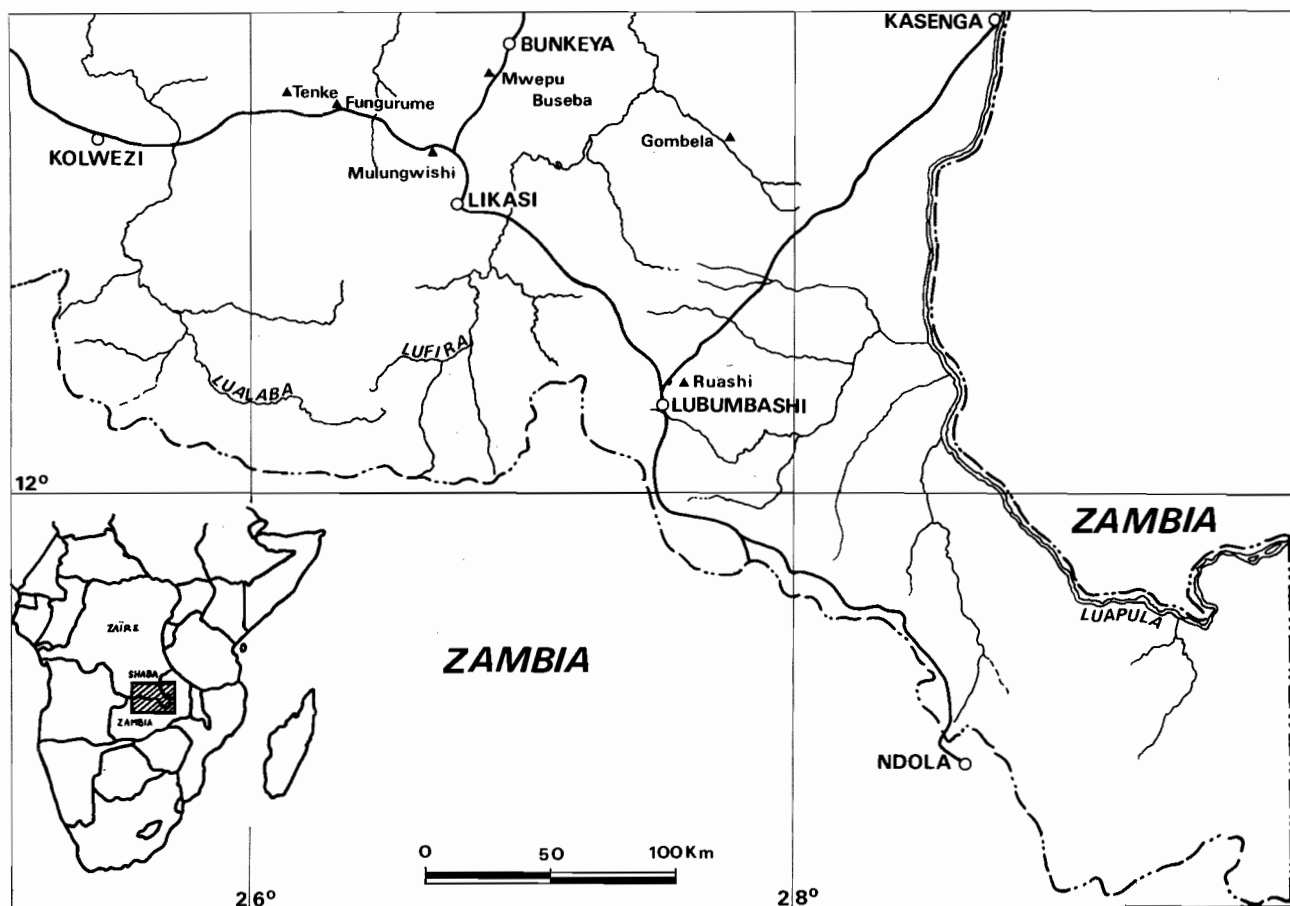 KASENGA
BUNKEYA
Mwepu
Buseba
Tenke
Fungurume
Gombela
KOLWEZI
Mulungwishi
LIKASI
LUFIRA
LUALABA
Ruashi
LUBUMBASHI
12°
ZAMBIA
LUAPULA
ZAÏRE
SHABA
ZAMBIA
ZAMBIA
NDOLA
0 50 100Km
26° 28°